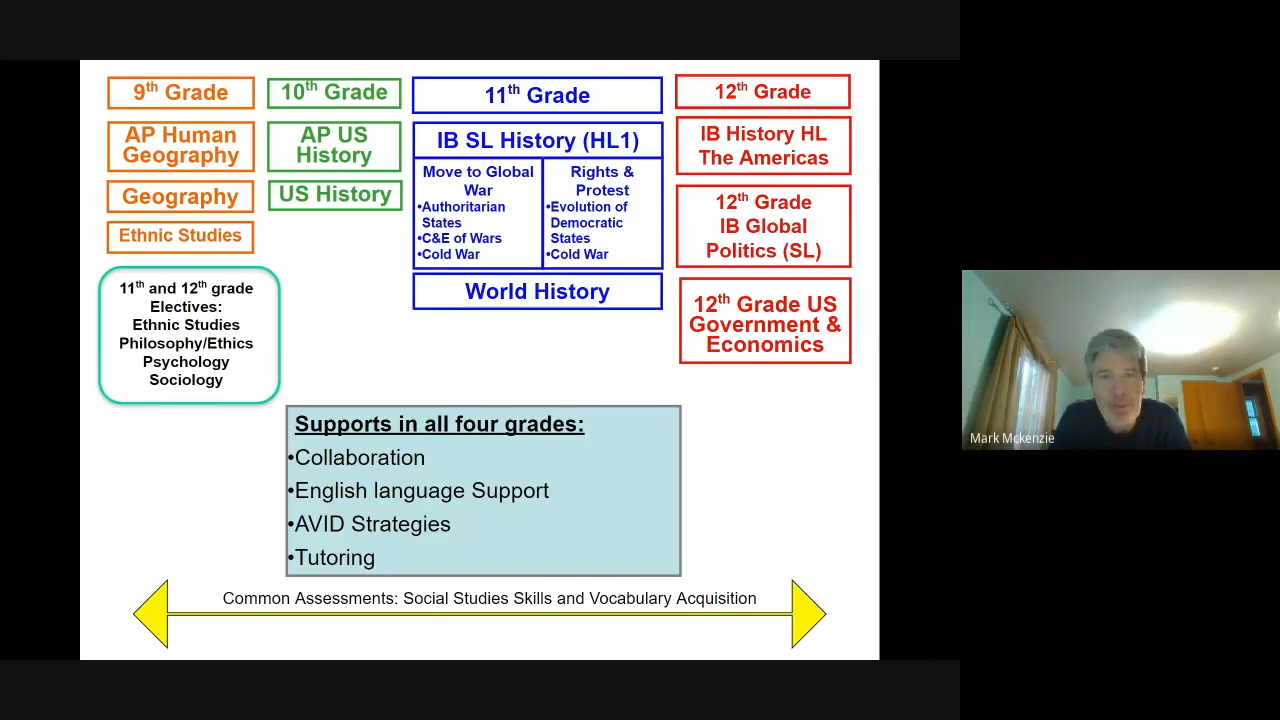 9th Grade
AP Human
Geography
Geography
Ethnic Studies
11th and 12th grade
Electives:
Ethnic Studies
Philosophy/Ethics
Psychology
Sociology
10th Grade
AP US
History
US History
11th Grade
IB SL History (HL1)
Move to Global
War
•Authoritarian
States
•C&E of Wars
•Cold War
Rights &
Protest
•Evolution of
Democratic
States
•Cold War
World History
12th Grade
IB History HL
The Americas
12th Grade
IB Global
Politics (SL)
12th Grade US
Government &
Economics
Supports in all four grades:
•Collaboration
•English language Support
•AVID Strategies
•Tutoring
Common Assessments: Social Studies Skills and Vocabulary Acquisition
Mark Mckenzie